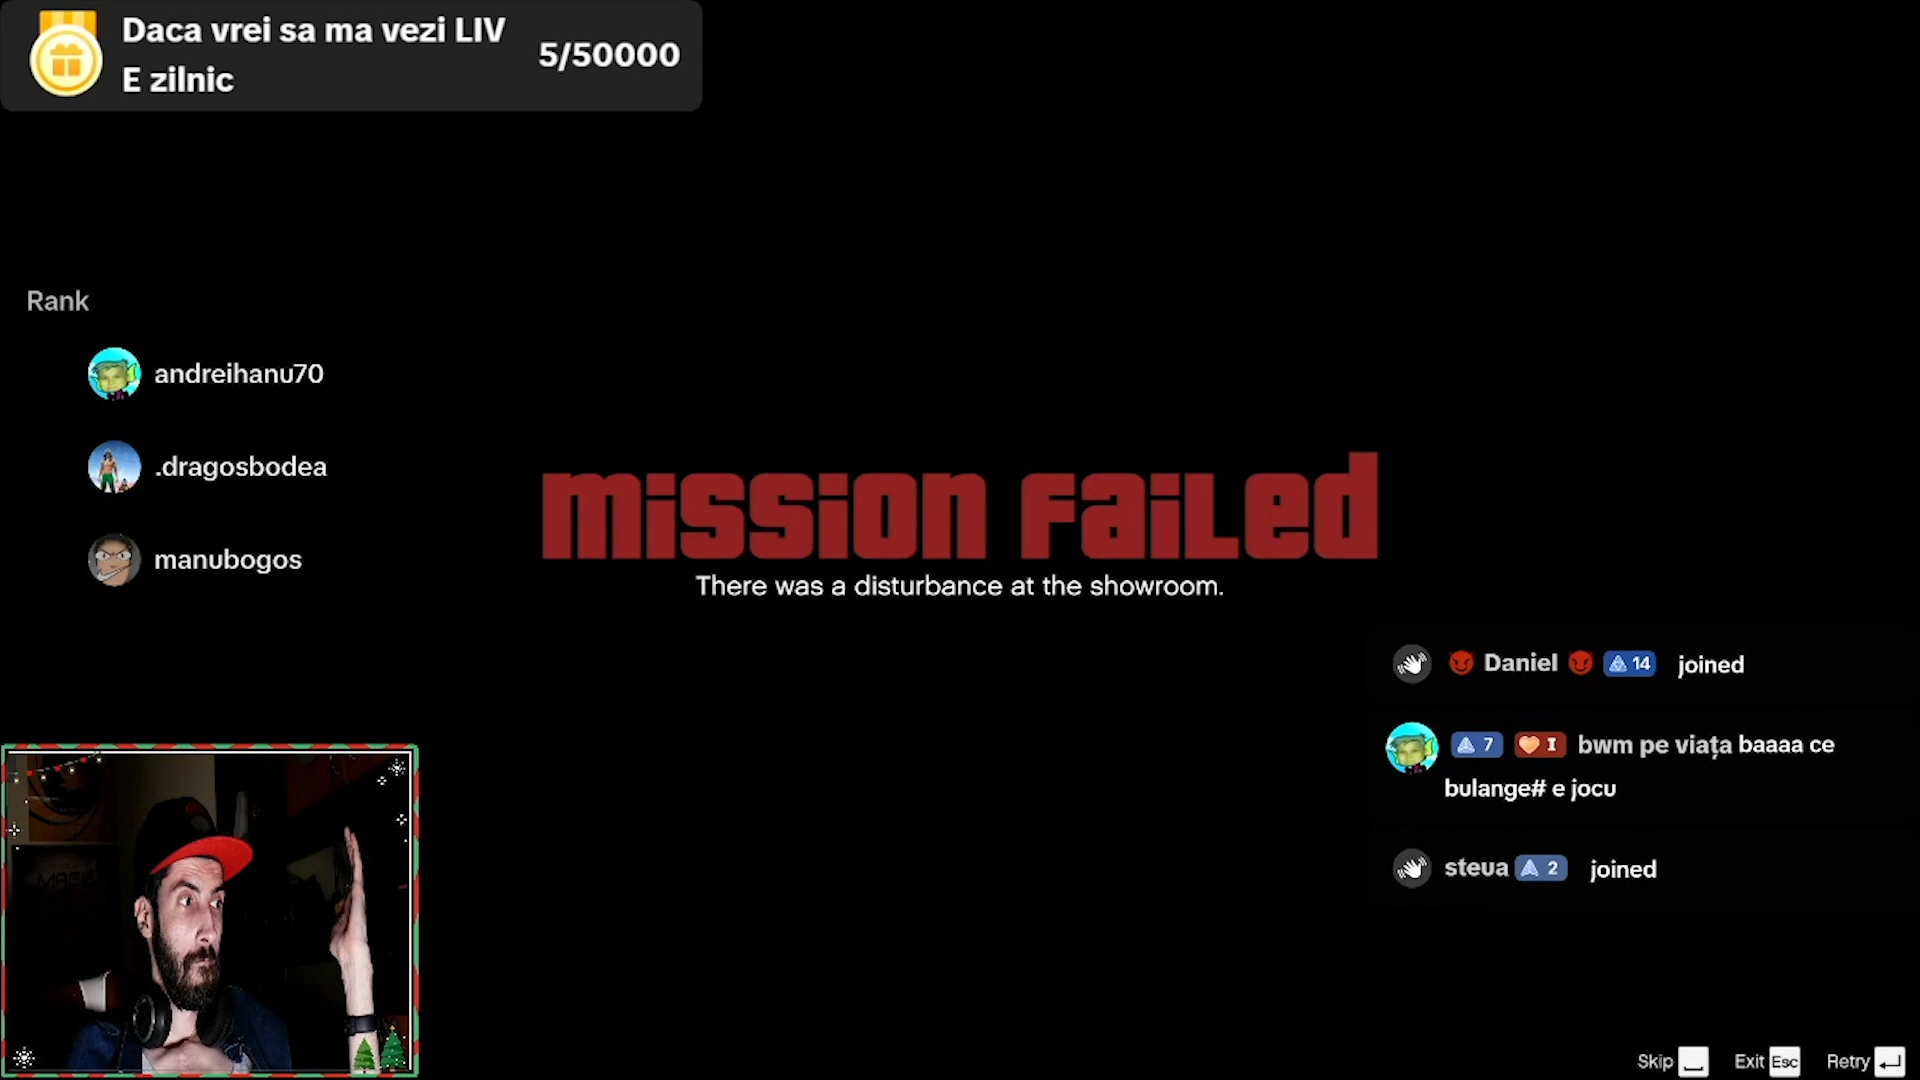 Daca vrei sa ma vezi LIV
E zilnic
5/50000
Rank
andreihanu70
.dragosbodea
manubogos
mission failed
There was a disturbance at the showroom.
Daniel 14 joined
7 I bwm pe viața baaaa ce
bulange# e jocu
steua 2 joined
Skip Exit Esc Retry